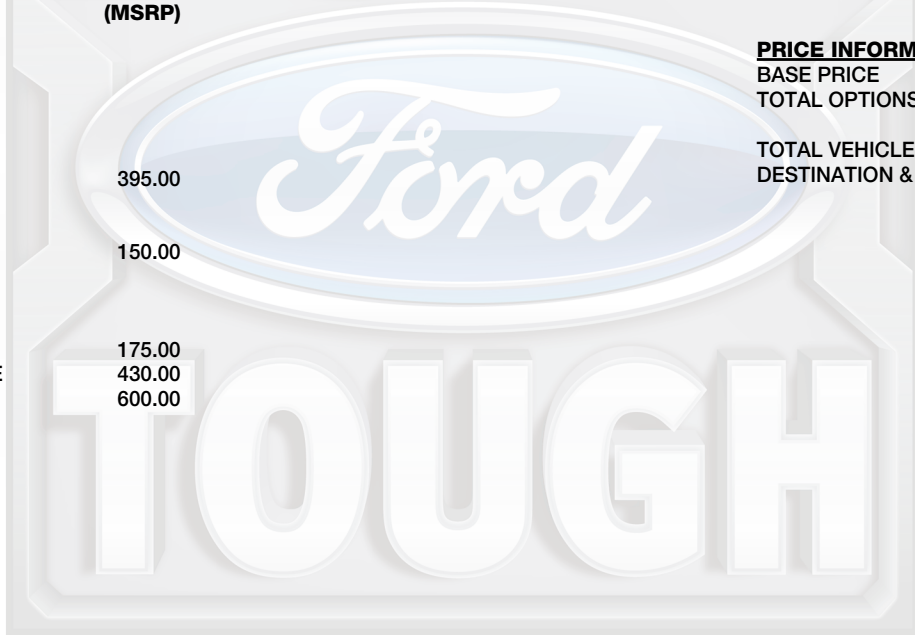 (MSRP)
PRICE INFORM
BASE PRICE
TOTAL OPTIONS
TOTAL VEHICLE
DESTINATION &
395.00
150.00
175.00
E 430.00
600.00
Ford
TOUGH